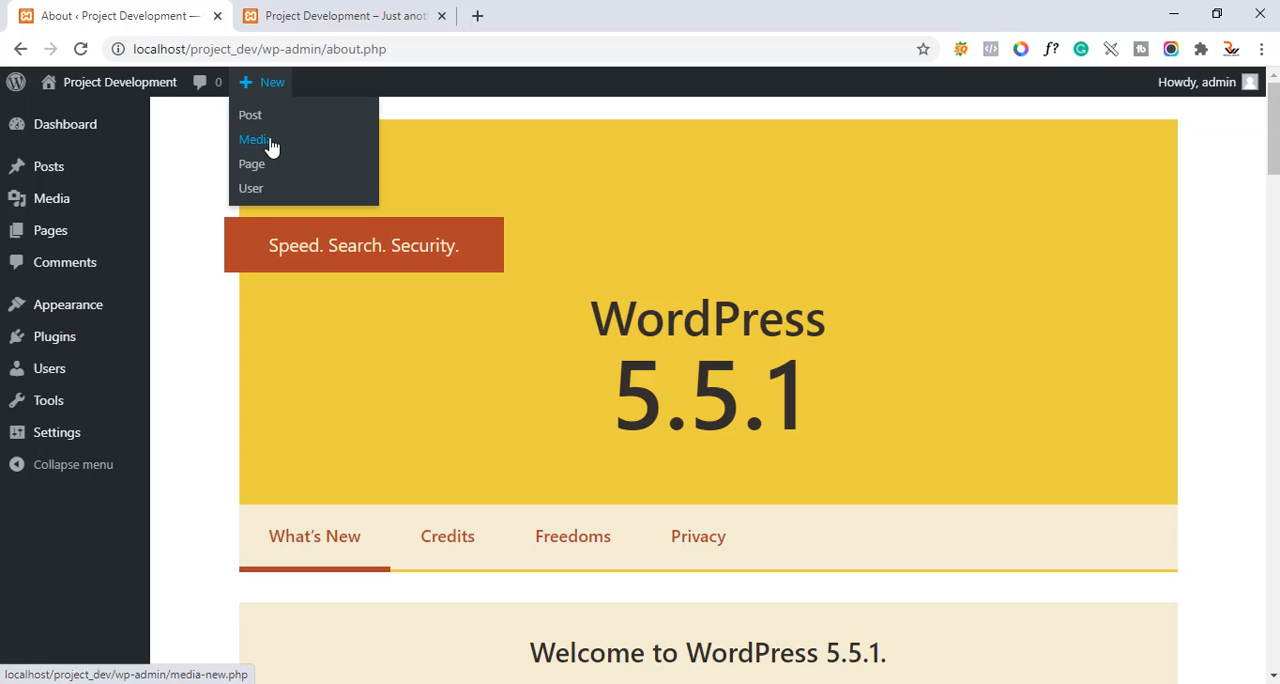 About ‹ Project Development —
Project Development – Just anot
localhost/project_dev/wp-admin/about.php
f?
Project Development
0
+ New
Howdy, admin
Post
Media
Page
User
Dashboard
Posts
Media
Pages
Comments
Appearance
Plugins
Users
Tools
Settings
Collapse menu
Speed. Search. Security.
WordPress
5.5.1
What's New
Credits
Freedoms
Privacy
Welcome to WordPress 5.5.1.
localhost/project_dev/wp-admin/media-new.php